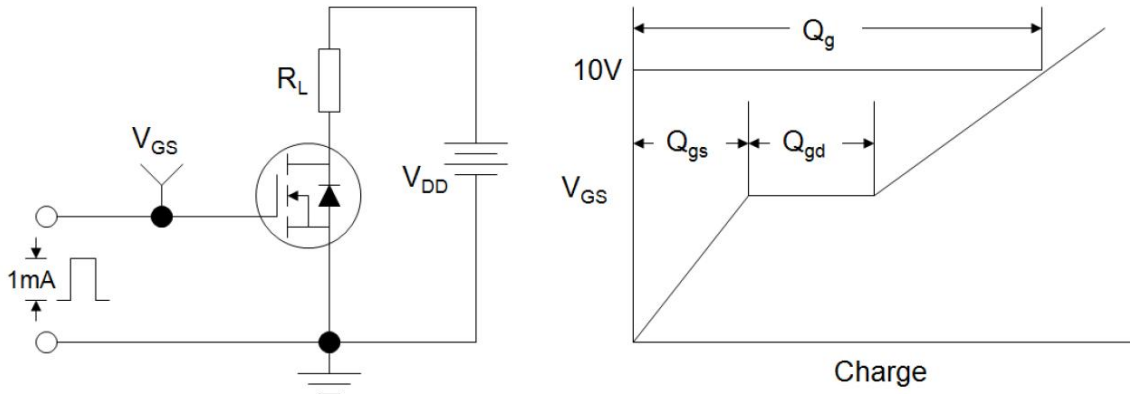 R_L
V_GS
V_DD
1mA
Q_g
10V
Q_gs
Q_gd
V_GS
Charge